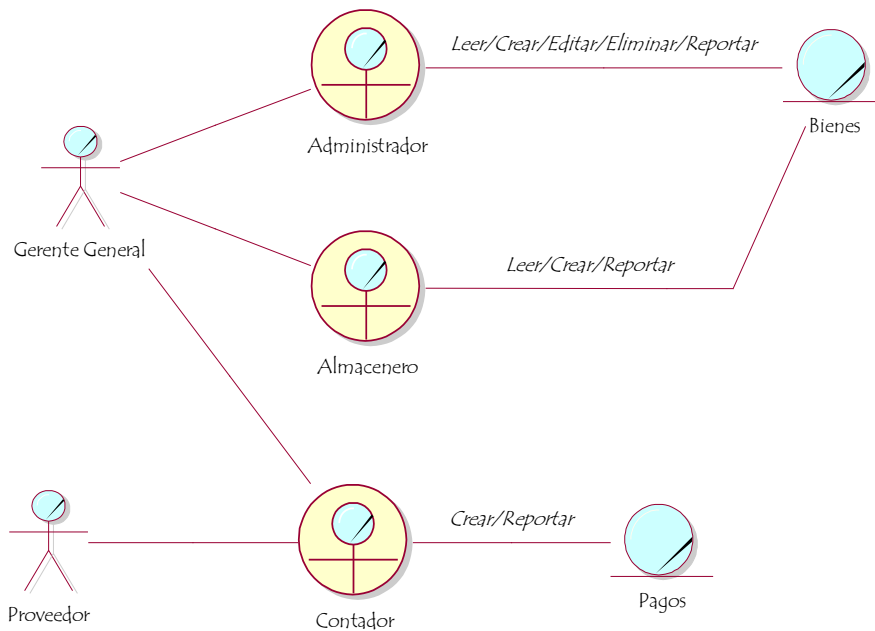 Leer/Crear/Editar/Eliminar/Reportar
Bienes
Administrador
Gerente General
Leer/Crear/Reportar
Almacenero
Crear/Reportar
Proveedor
Contador
Pagos